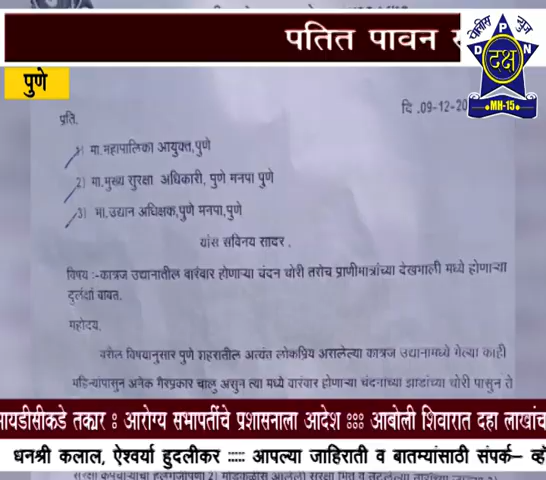 पतित पावन
पोलीस न्युज
D P N
दक्ष
MH-15
पुणे
दि .09-12-20
प्रति.
1) मा.महापालिका आयुक्त,पुणे
2) मा.मुख्य सुरक्षा अधिकारी, पुणे मनपा पुणे
3) मा.उद्यान अधिक्षक,पुणे मनपा,पुणे
यांस सविनय सादर .
विषय :-कात्रज उद्यानातील वारंवार होणाऱ्या चंदन चोरी तसेच प्राणीमात्रांच्या देखभाली मध्ये होणाऱ्या
दुर्लक्षा बाबत.
महोदय.
वरील विषयानुसार पुणे शहरातील अत्यंत लोकप्रिय असलेल्या कात्रज उद्यानामध्ये गेल्या काही
महिन्यांपासुन अनेक गैरप्रकार चालु असुन त्या मध्ये वारंवार होणाऱ्या चंदनांच्या झाडांच्या चोरी पासुन ते
मायडीसीकडे तक्रार : आरोग्य सभापतींचे प्रशासनाला आदेश :::: आबोली शिवारात दहा लाखांच
धनश्री कलाल, ऐश्वर्या हुदलीकर ::::: आपल्या जाहिराती व बातम्यांसाठी संपर्क– व्हॉ